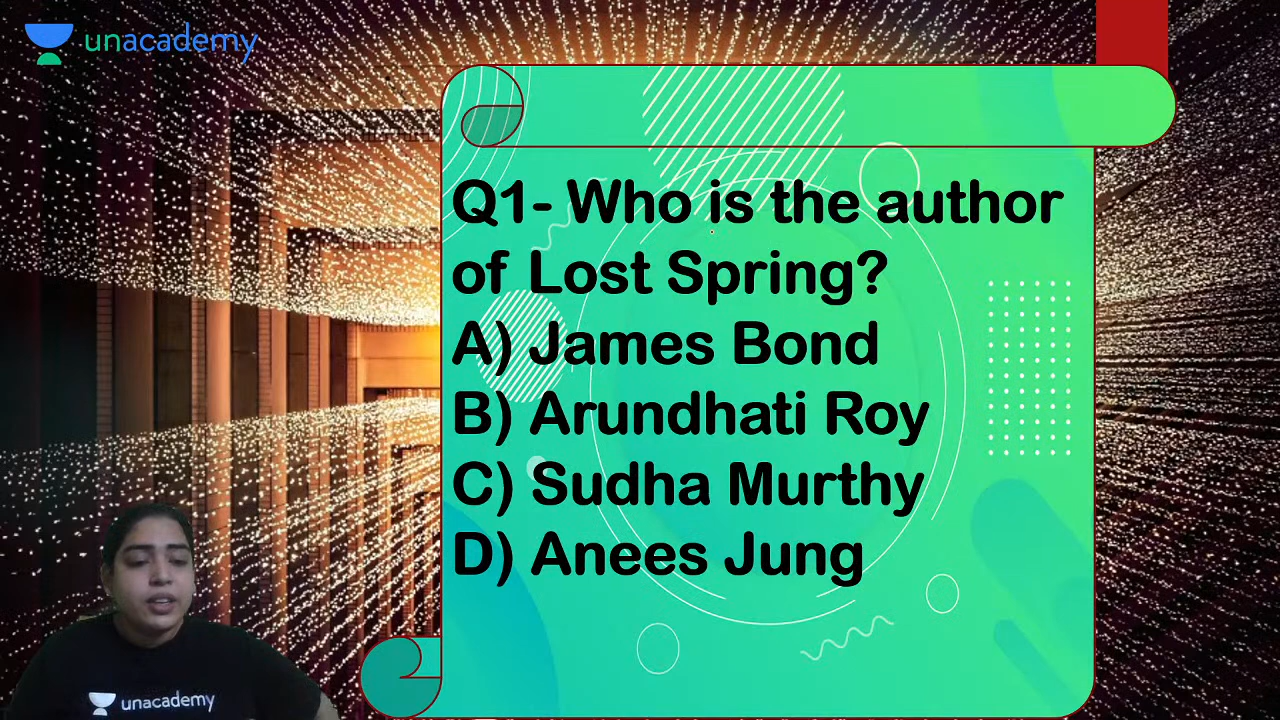 unacademy
Q1- Who is the author
of Lost Spring?
A) James Bond
B) Arundhati Roy
C) Sudha Murthy
D) Anees Jung
unacademy